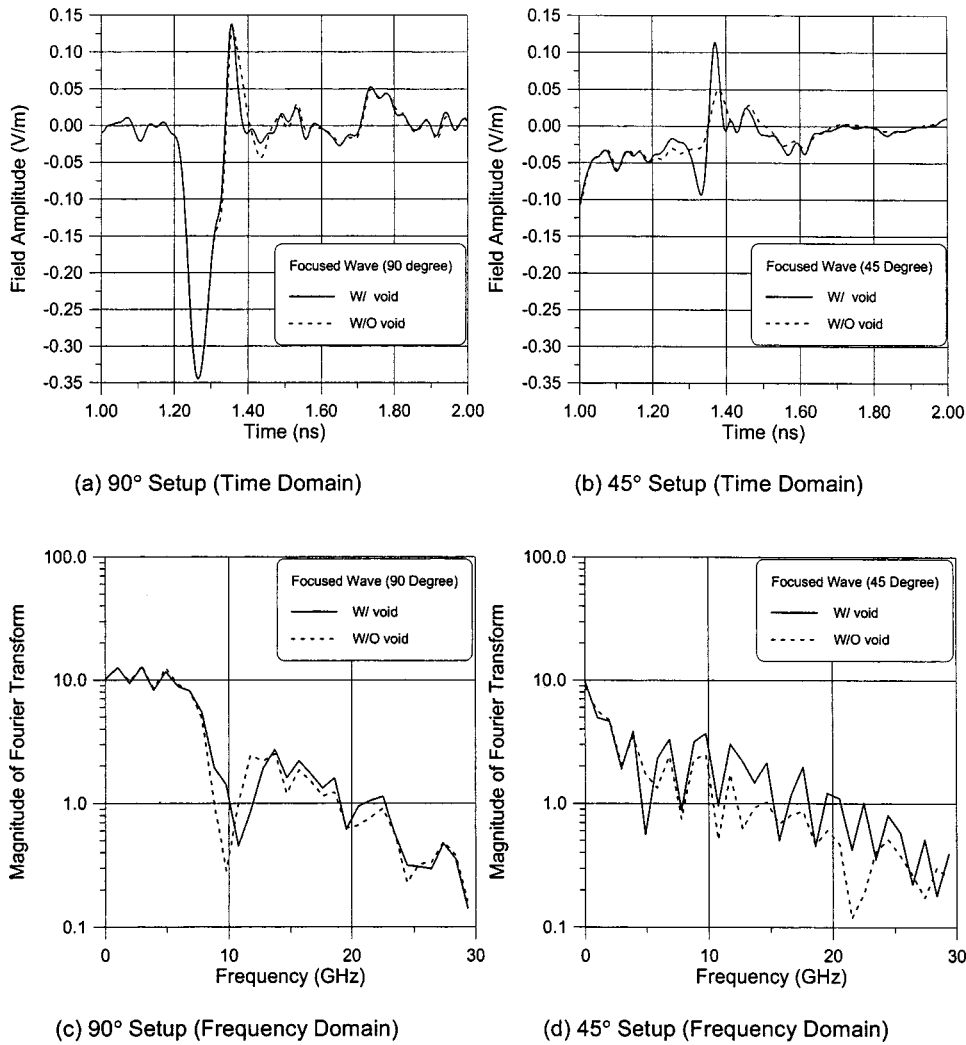 0.15
0.10
0.05
0.00
-0.05
-0.10
-0.15
-0.20
-0.25
-0.30
-0.35
Field Amplitude (V/m)
Focused Wave (90 degree)
W/ void
W/O void
1.00 1.20 1.40 1.60 1.80 2.00
Time (ns)
(a) 90° Setup (Time Domain)
0.15
0.10
0.05
0.00
-0.05
-0.10
-0.15
-0.20
-0.25
-0.30
-0.35
Field Amplitude (V/m)
Focused Wave (45 Degree)
W/ void
W/O void
1.00 1.20 1.40 1.60 1.80 2.00
Time (ns)
(b) 45° Setup (Time Domain)
100.0
10.0
1.0
0.1
Magnitude of Fourier Transform
Focused Wave (90 Degree)
W/ void
W/O void
0 10 20 30
Frequency (GHz)
(c) 90° Setup (Frequency Domain)
100.0
10.0
1.0
0.1
Magnitude of Fourier Transform
Focused Wave (45 Degree)
W/ void
W/O void
0 10 20 30
Frequency (GHz)
(d) 45° Setup (Frequency Domain)